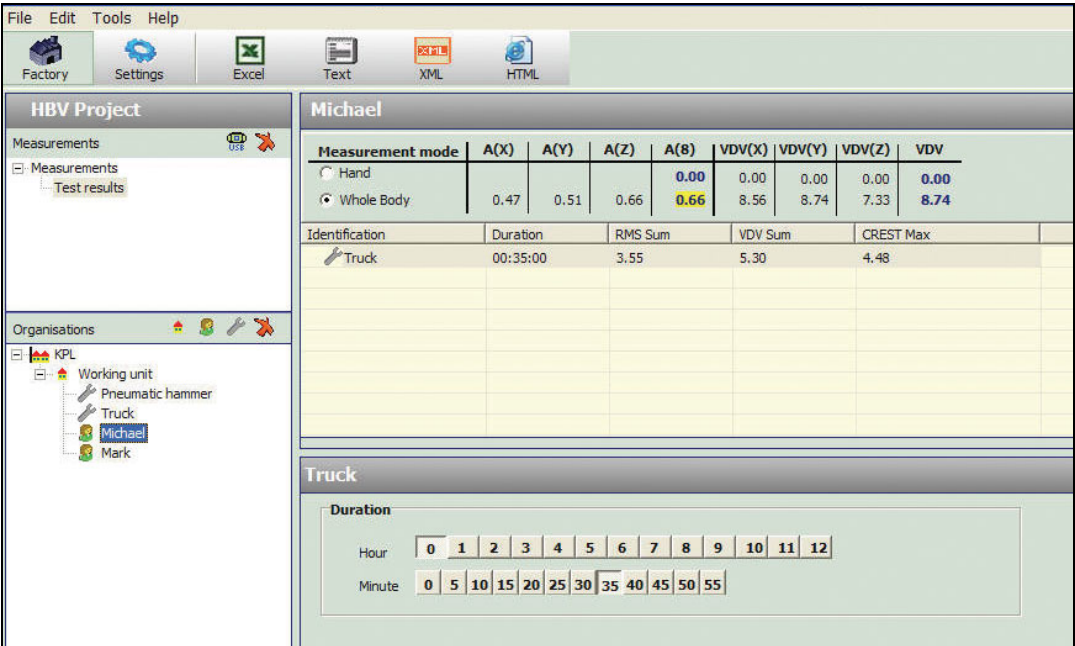 File Edit Tools Help
Factory Settings Excel Text XML HTML
HBV Project
Measurements
Measurements
Test results
Organisations
KPL
Working unit
Pneumatic hammer
Truck
Michael
Mark
Michael
Measurement mode A(X) A(Y) A(Z) A(8) VDV(X) VDV(Y) VDV(Z) VDV
Hand 0.00 0.00 0.00 0.00 0.00
Whole Body 0.47 0.51 0.66 0.66 8.56 8.74 7.33 8.74
Identification Duration RMS Sum VDV Sum CREST Max
Truck 00:35:00 3.55 5.30 4.48
Truck
Duration
Hour 0 1 2 3 4 5 6 7 8 9 10 11 12
Minute 0 5 10 15 20 25 30 35 40 45 50 55